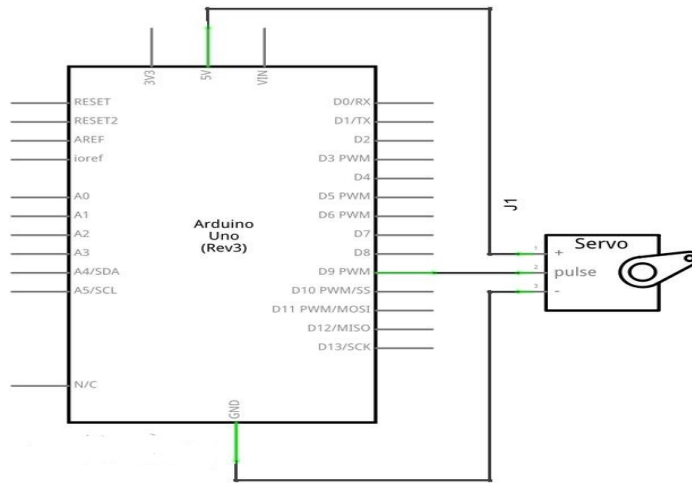 3V3
5V
VIN
RESET
RESET2
AREF
ioref
A0
A1
A2
A3
A4/SDA
A5/SCL
N/C
Arduino
Uno
(Rev3)
D0/RX
D1/TX
D2
D3 PWM
D4
D5 PWM
D6 PWM
D7
D8
D9 PWM
D10 PWM/SS
D11 PWM/MOSI
D12/MISO
D13/SCK
GND
J1
Servo
1 +
2 pulse
3 -